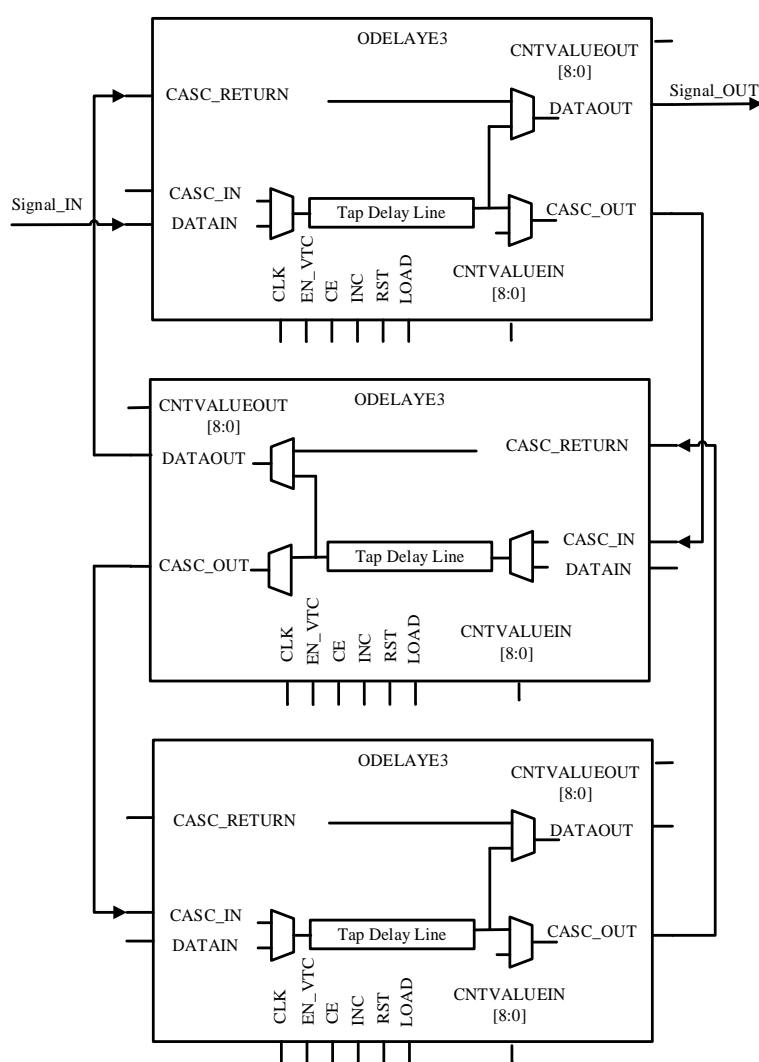 ODELAYE3
CNTVALUEOUT
[8:0]
Signal_OUT
CASC_RETURN
DATAOUT
Signal_IN
CASC_IN
CASC_OUT
DATAIN
Tap Delay Line
CLK
EN_VTC
CE
INC
RST
LOAD
CNTVALUEIN
[8:0]
ODELAYE3
CNTVALUEOUT
[8:0]
DATAOUT
CASC_RETURN
CASC_OUT
Tap Delay Line
CASC_IN
DATAIN
CLK
EN_VTC
CE
INC
RST
LOAD
CNTVALUEIN
[8:0]
ODELAYE3
CNTVALUEOUT
[8:0]
CASC_RETURN
DATAOUT
CASC_IN
CASC_OUT
DATAIN
Tap Delay Line
CLK
EN_VTC
CE
INC
RST
LOAD
CNTVALUEIN
[8:0]